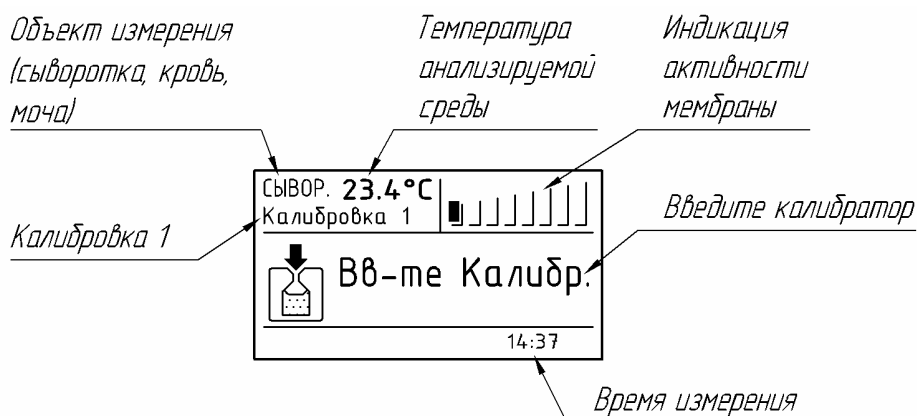 Объект измерения
(сыворотка, кровь,
моча)
Температура
анализируемой
среды
Индикация
активности
мембраны
СЫВОР. 23.4°C
Калибровка 1
Калибровка 1
Введите калибратор
Вв-те Калибр.
14:37
Время измерения